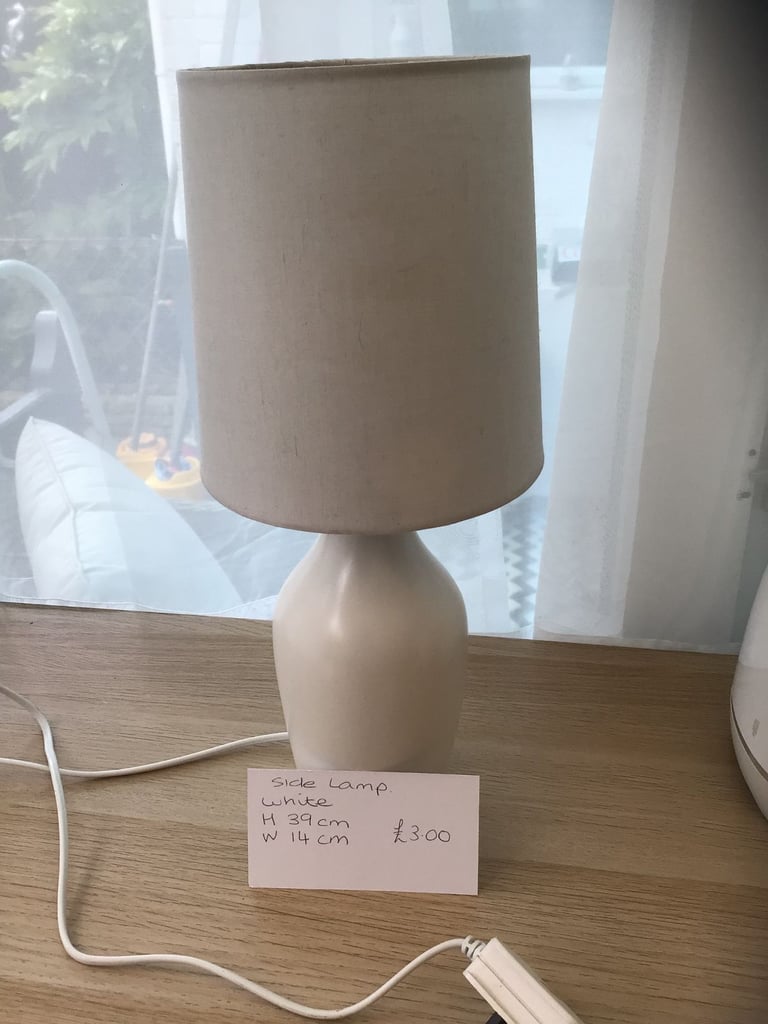 Side Lamp.
white
H 39cm
W 14cm £3.00